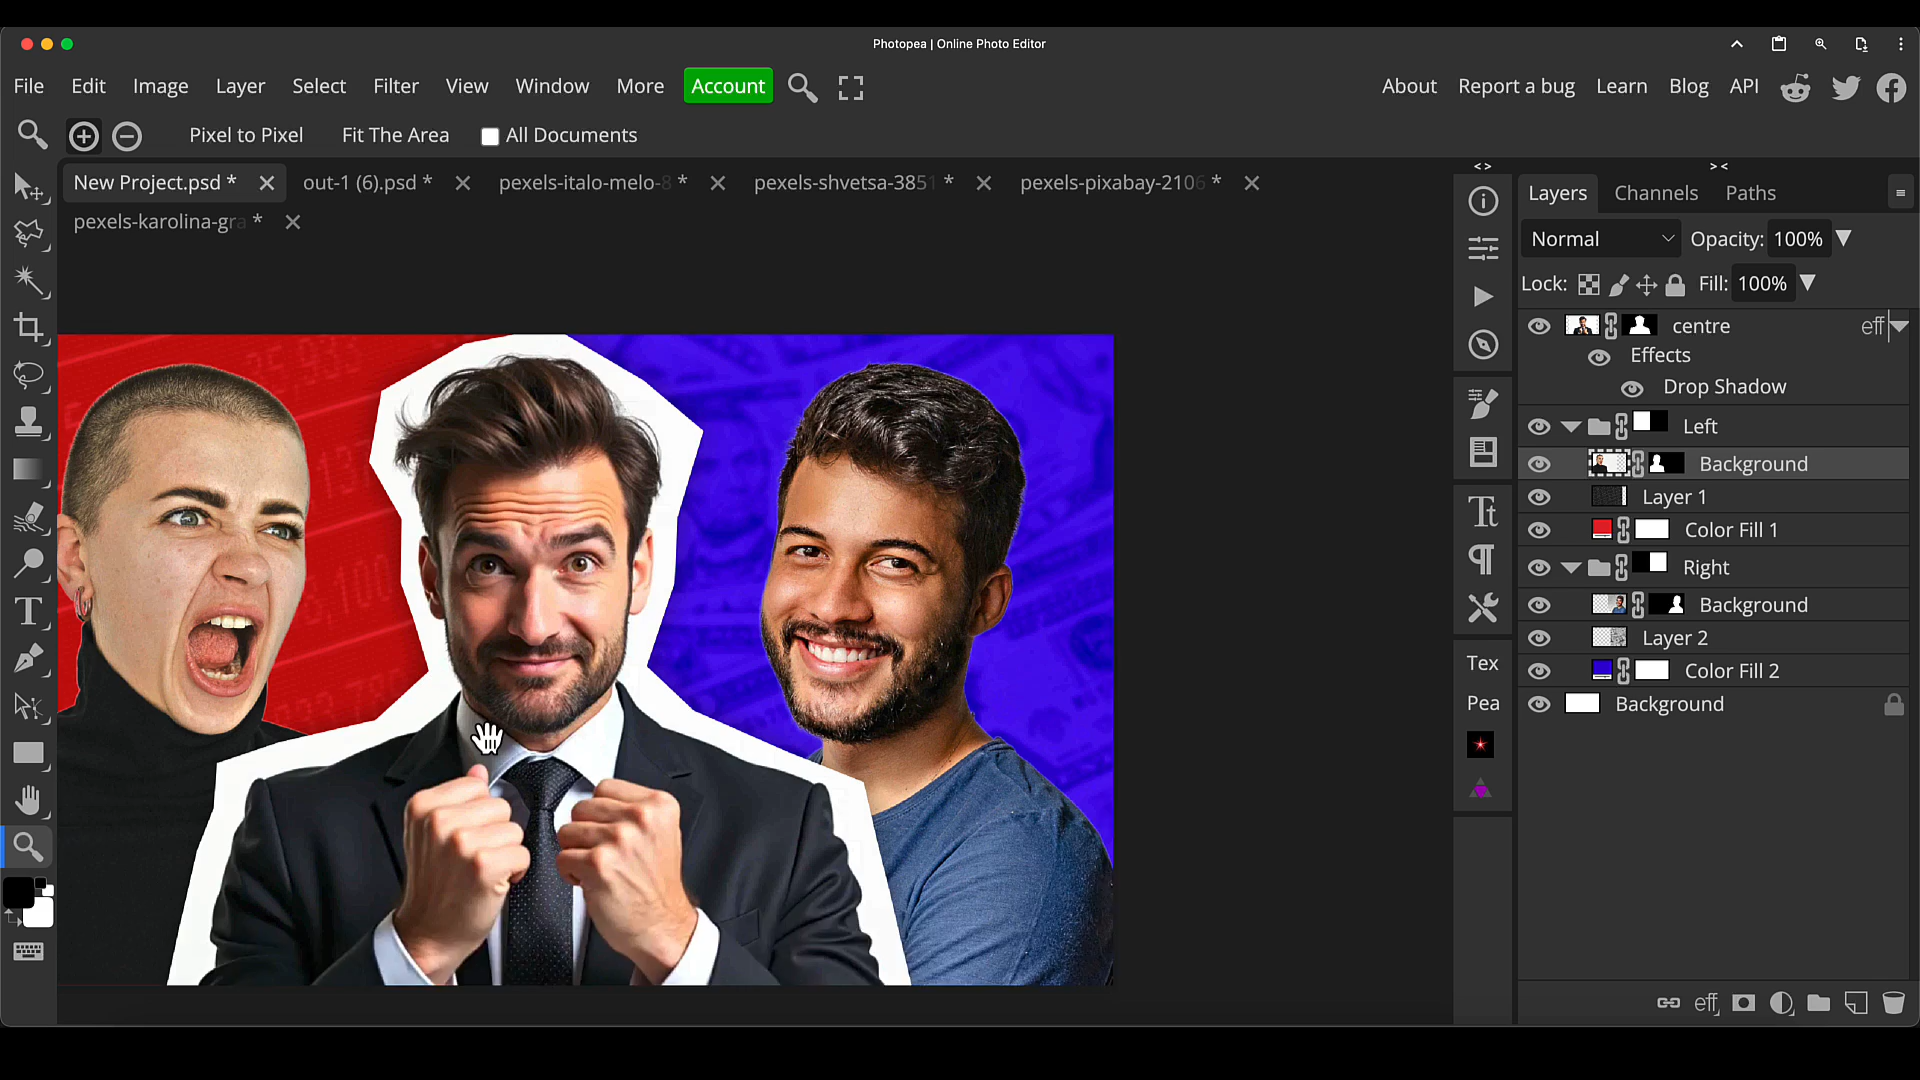 Photopea | Online Photo Editor
File Edit Image Layer Select Filter View Window More Account About Report a bug Learn Blog API
Pixel to Pixel Fit The Area All Documents
New Project.psd * out-1 (6).psd * pexels-italo-melo-8 * pexels-shvetsa-3851 * pexels-pixabay-2106 *
pexels-karolina-gra *
Layers Channels Paths
Normal Opacity: 100%
Lock: Fill: 100%
centre eff
Effects
Drop Shadow
Left
Background
Layer 1
Color Fill 1
Right
Background
Layer 2
Color Fill 2
Background
Tex
Pea
eff